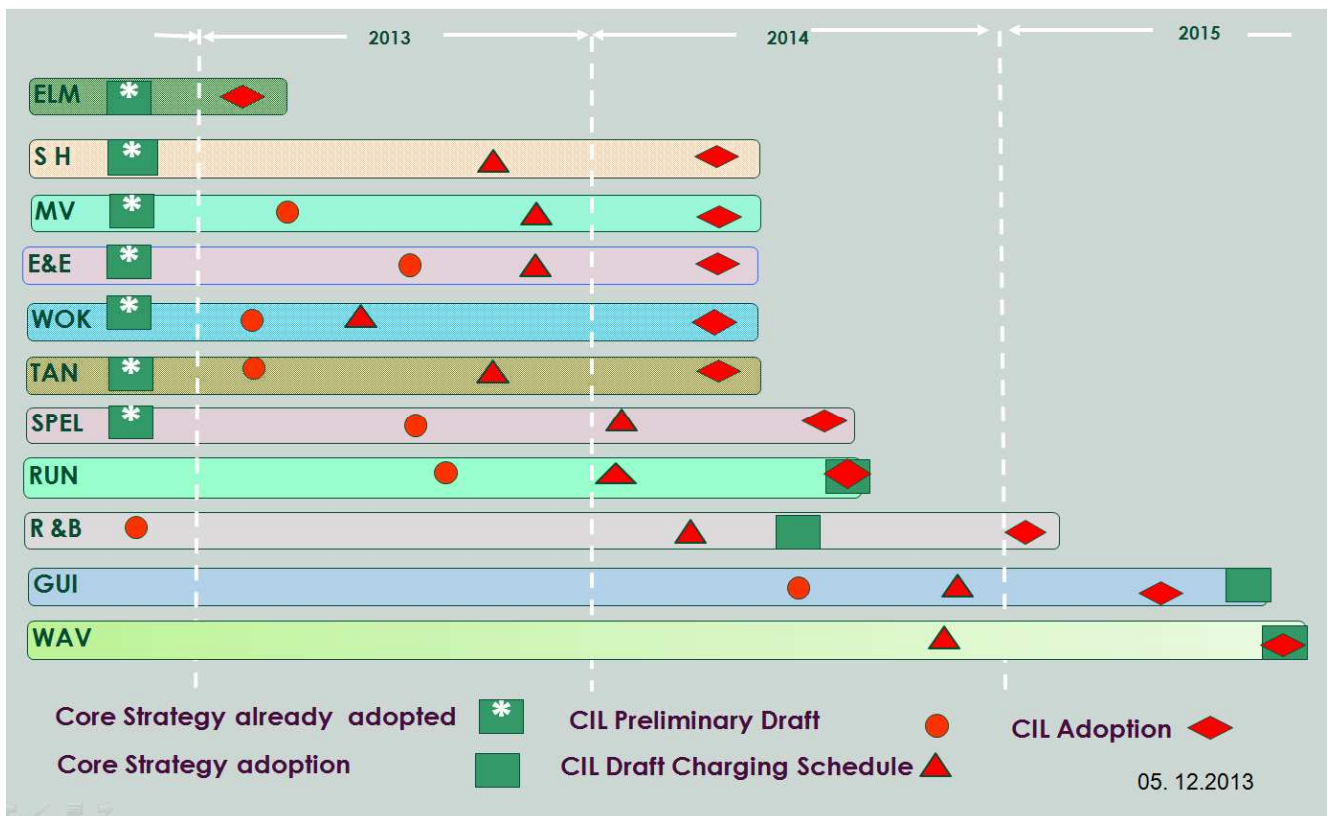 2013 2014 2015
ELM *
S H *
MV *
E&E *
WOK *
TAN *
SPEL *
RUN
R &B
GUI
WAV
Core Strategy already adopted * CIL Preliminary Draft CIL Adoption
Core Strategy adoption CIL Draft Charging Schedule
05. 12.2013